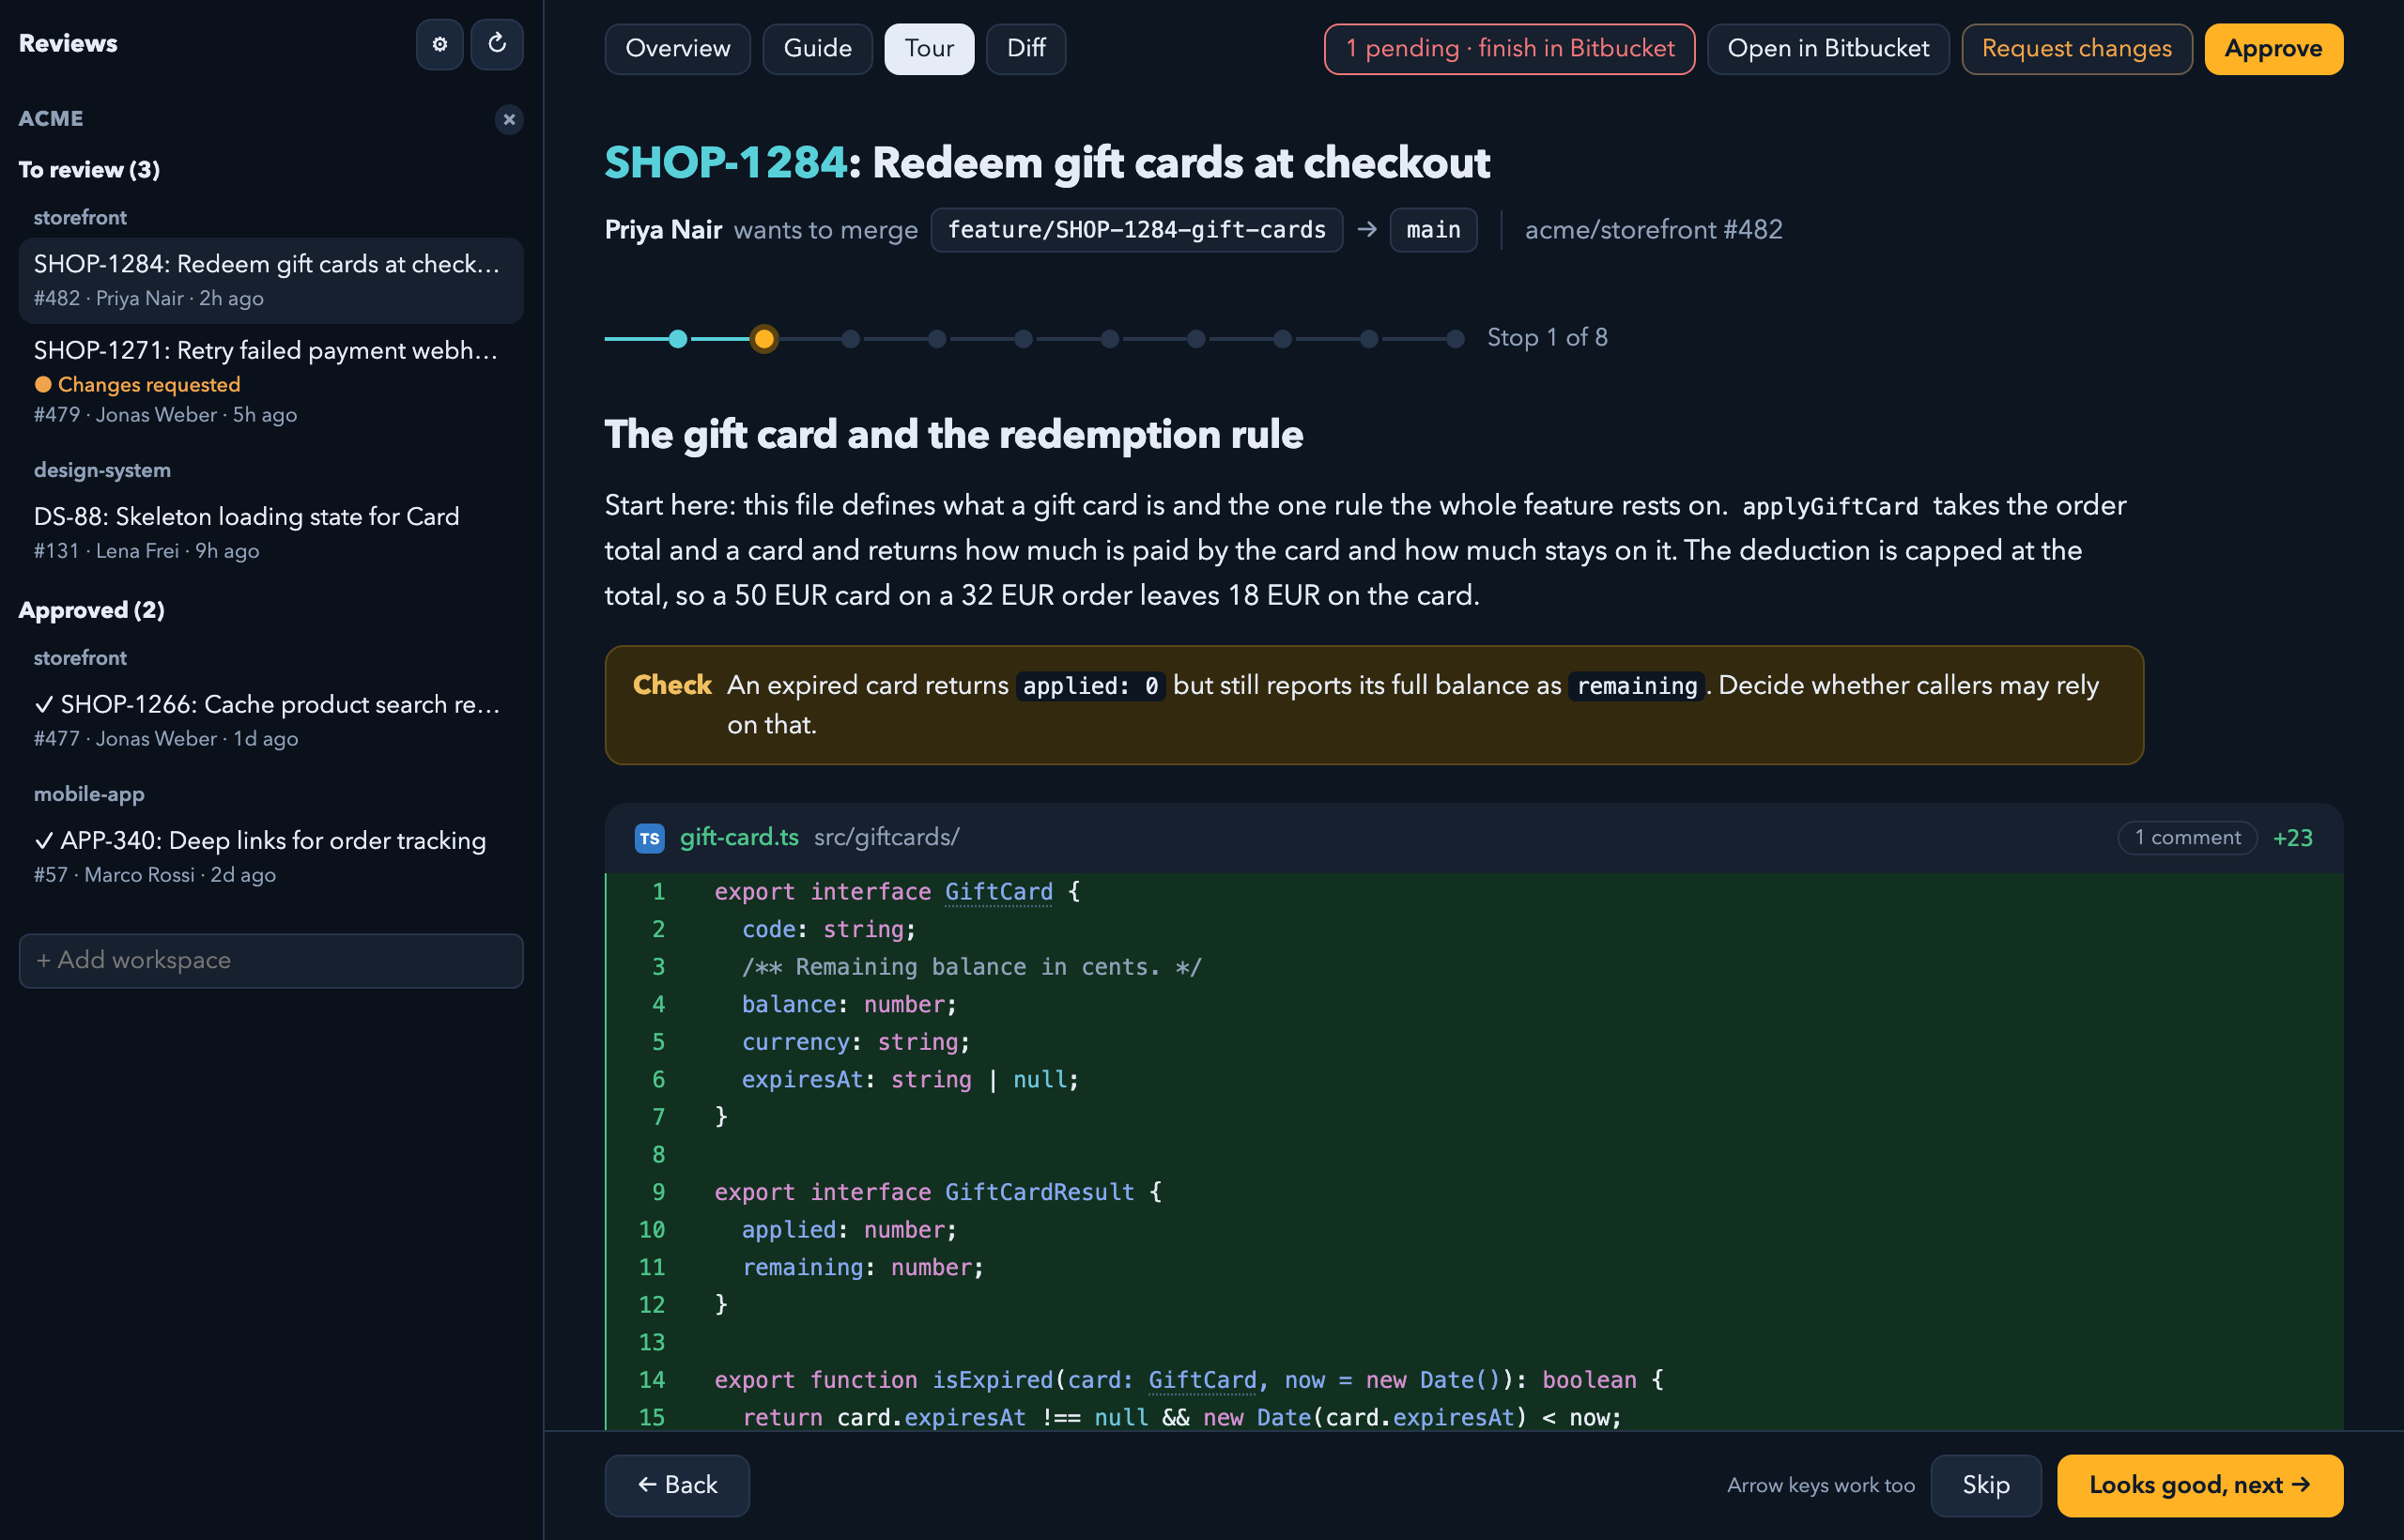 Reviews
ACME
To review (3)
storefront
SHOP-1284: Redeem gift cards at check…
#482 · Priya Nair · 2h ago
SHOP-1271: Retry failed payment webh…
Changes requested
#479 · Jonas Weber · 5h ago
design-system
DS-88: Skeleton loading state for Card
#131 · Lena Frei · 9h ago
Approved (2)
storefront
✓ SHOP-1266: Cache product search re…
#477 · Jonas Weber · 1d ago
mobile-app
✓ APP-340: Deep links for order tracking
#57 · Marco Rossi · 2d ago
+ Add workspace
Overview Guide Tour Diff 1 pending · finish in Bitbucket Open in Bitbucket Request changes Approve
SHOP-1284: Redeem gift cards at checkout
Priya Nair wants to merge feature/SHOP-1284-gift-cards → main acme/storefront #482
Stop 1 of 8
The gift card and the redemption rule
Start here: this file defines what a gift card is and the one rule the whole feature rests on. applyGiftCard takes the order
total and a card and returns how much is paid by the card and how much stays on it. The deduction is capped at the
total, so a 50 EUR card on a 32 EUR order leaves 18 EUR on the card.
Check An expired card returns applied: 0 but still reports its full balance as remaining. Decide whether callers may rely
on that.
TS gift-card.ts src/giftcards/ 1 comment +23
1 export interface GiftCard {
2 code: string;
3 /** Remaining balance in cents. */
4 balance: number;
5 currency: string;
6 expiresAt: string | null;
7 }
8
9 export interface GiftCardResult {
10 applied: number;
11 remaining: number;
12 }
13
14 export function isExpired(card: GiftCard, now = new Date()): boolean {
15 return card.expiresAt !== null && new Date(card.expiresAt) < now;
← Back Arrow keys work too Skip Looks good, next →